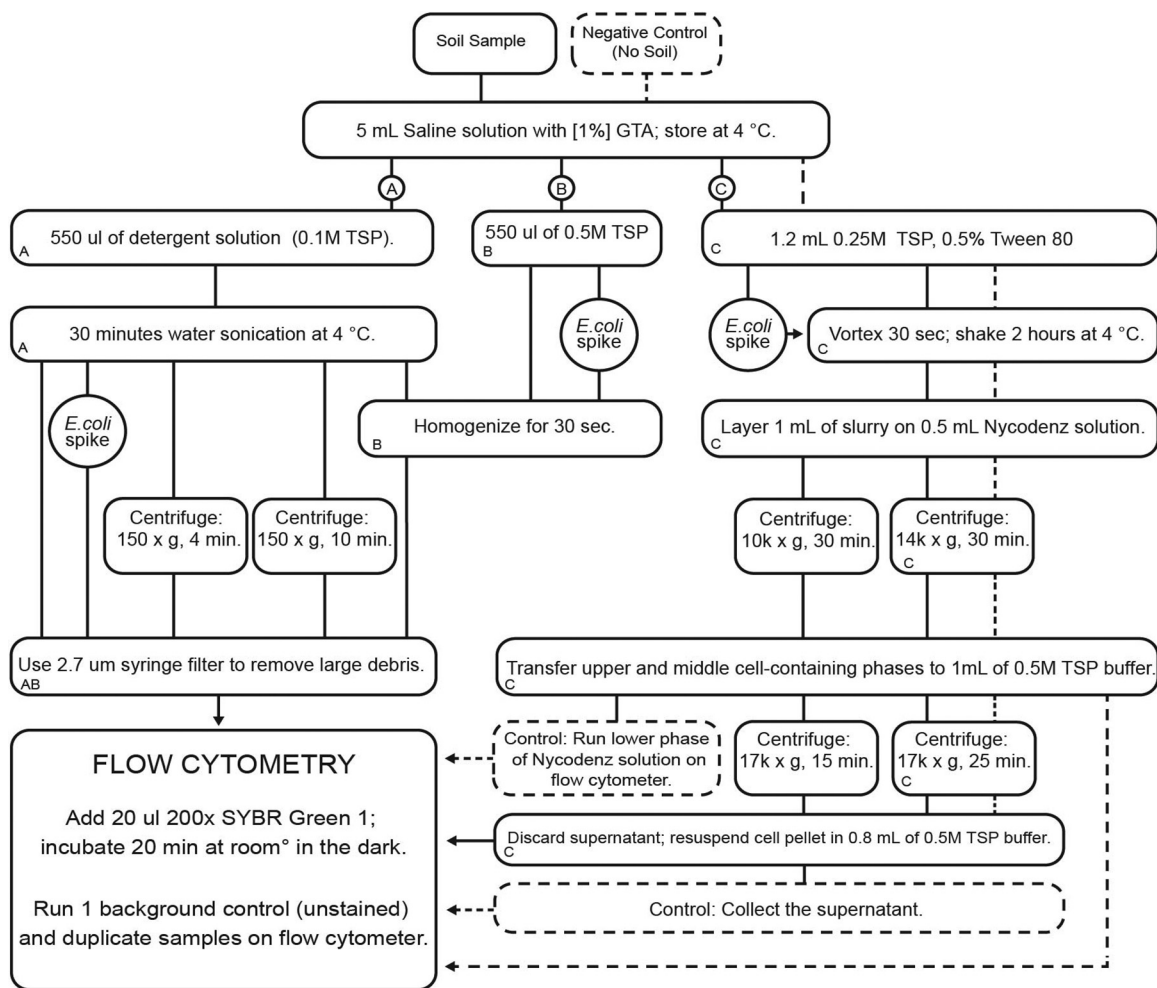 Soil Sample
Negative Control
(No Soil)
5 mL Saline solution with [1%] GTA; store at 4 °C.
A
B
C
550 ul of detergent solution (0.1M TSP).
A
550 ul of 0.5M TSP
B
1.2 mL 0.25M TSP, 0.5% Tween 80
C
30 minutes water sonication at 4 °C.
A
E.coli
spike
E.coli
spike
Vortex 30 sec; shake 2 hours at 4 °C.
C
E.coli
spike
Homogenize for 30 sec.
B
Layer 1 mL of slurry on 0.5 mL Nycodenz solution.
C
Centrifuge:
150 x g, 4 min.
Centrifuge:
150 x g, 10 min.
Centrifuge:
10k x g, 30 min.
Centrifuge:
14k x g, 30 min.
C
Use 2.7 um syringe filter to remove large debris.
AB
Transfer upper and middle cell-containing phases to 1mL of 0.5M TSP buffer.
C
Control: Run lower phase
of Nycodenz solution on
flow cytometer.
Centrifuge:
17k x g, 15 min.
Centrifuge:
17k x g, 25 min.
C
Discard supernatant; resuspend cell pellet in 0.8 mL of 0.5M TSP buffer.
C
Control: Collect the supernatant.
FLOW CYTOMETRY
Add 20 ul 200x SYBR Green 1;
incubate 20 min at room° in the dark.
Run 1 background control (unstained)
and duplicate samples on flow cytometer.